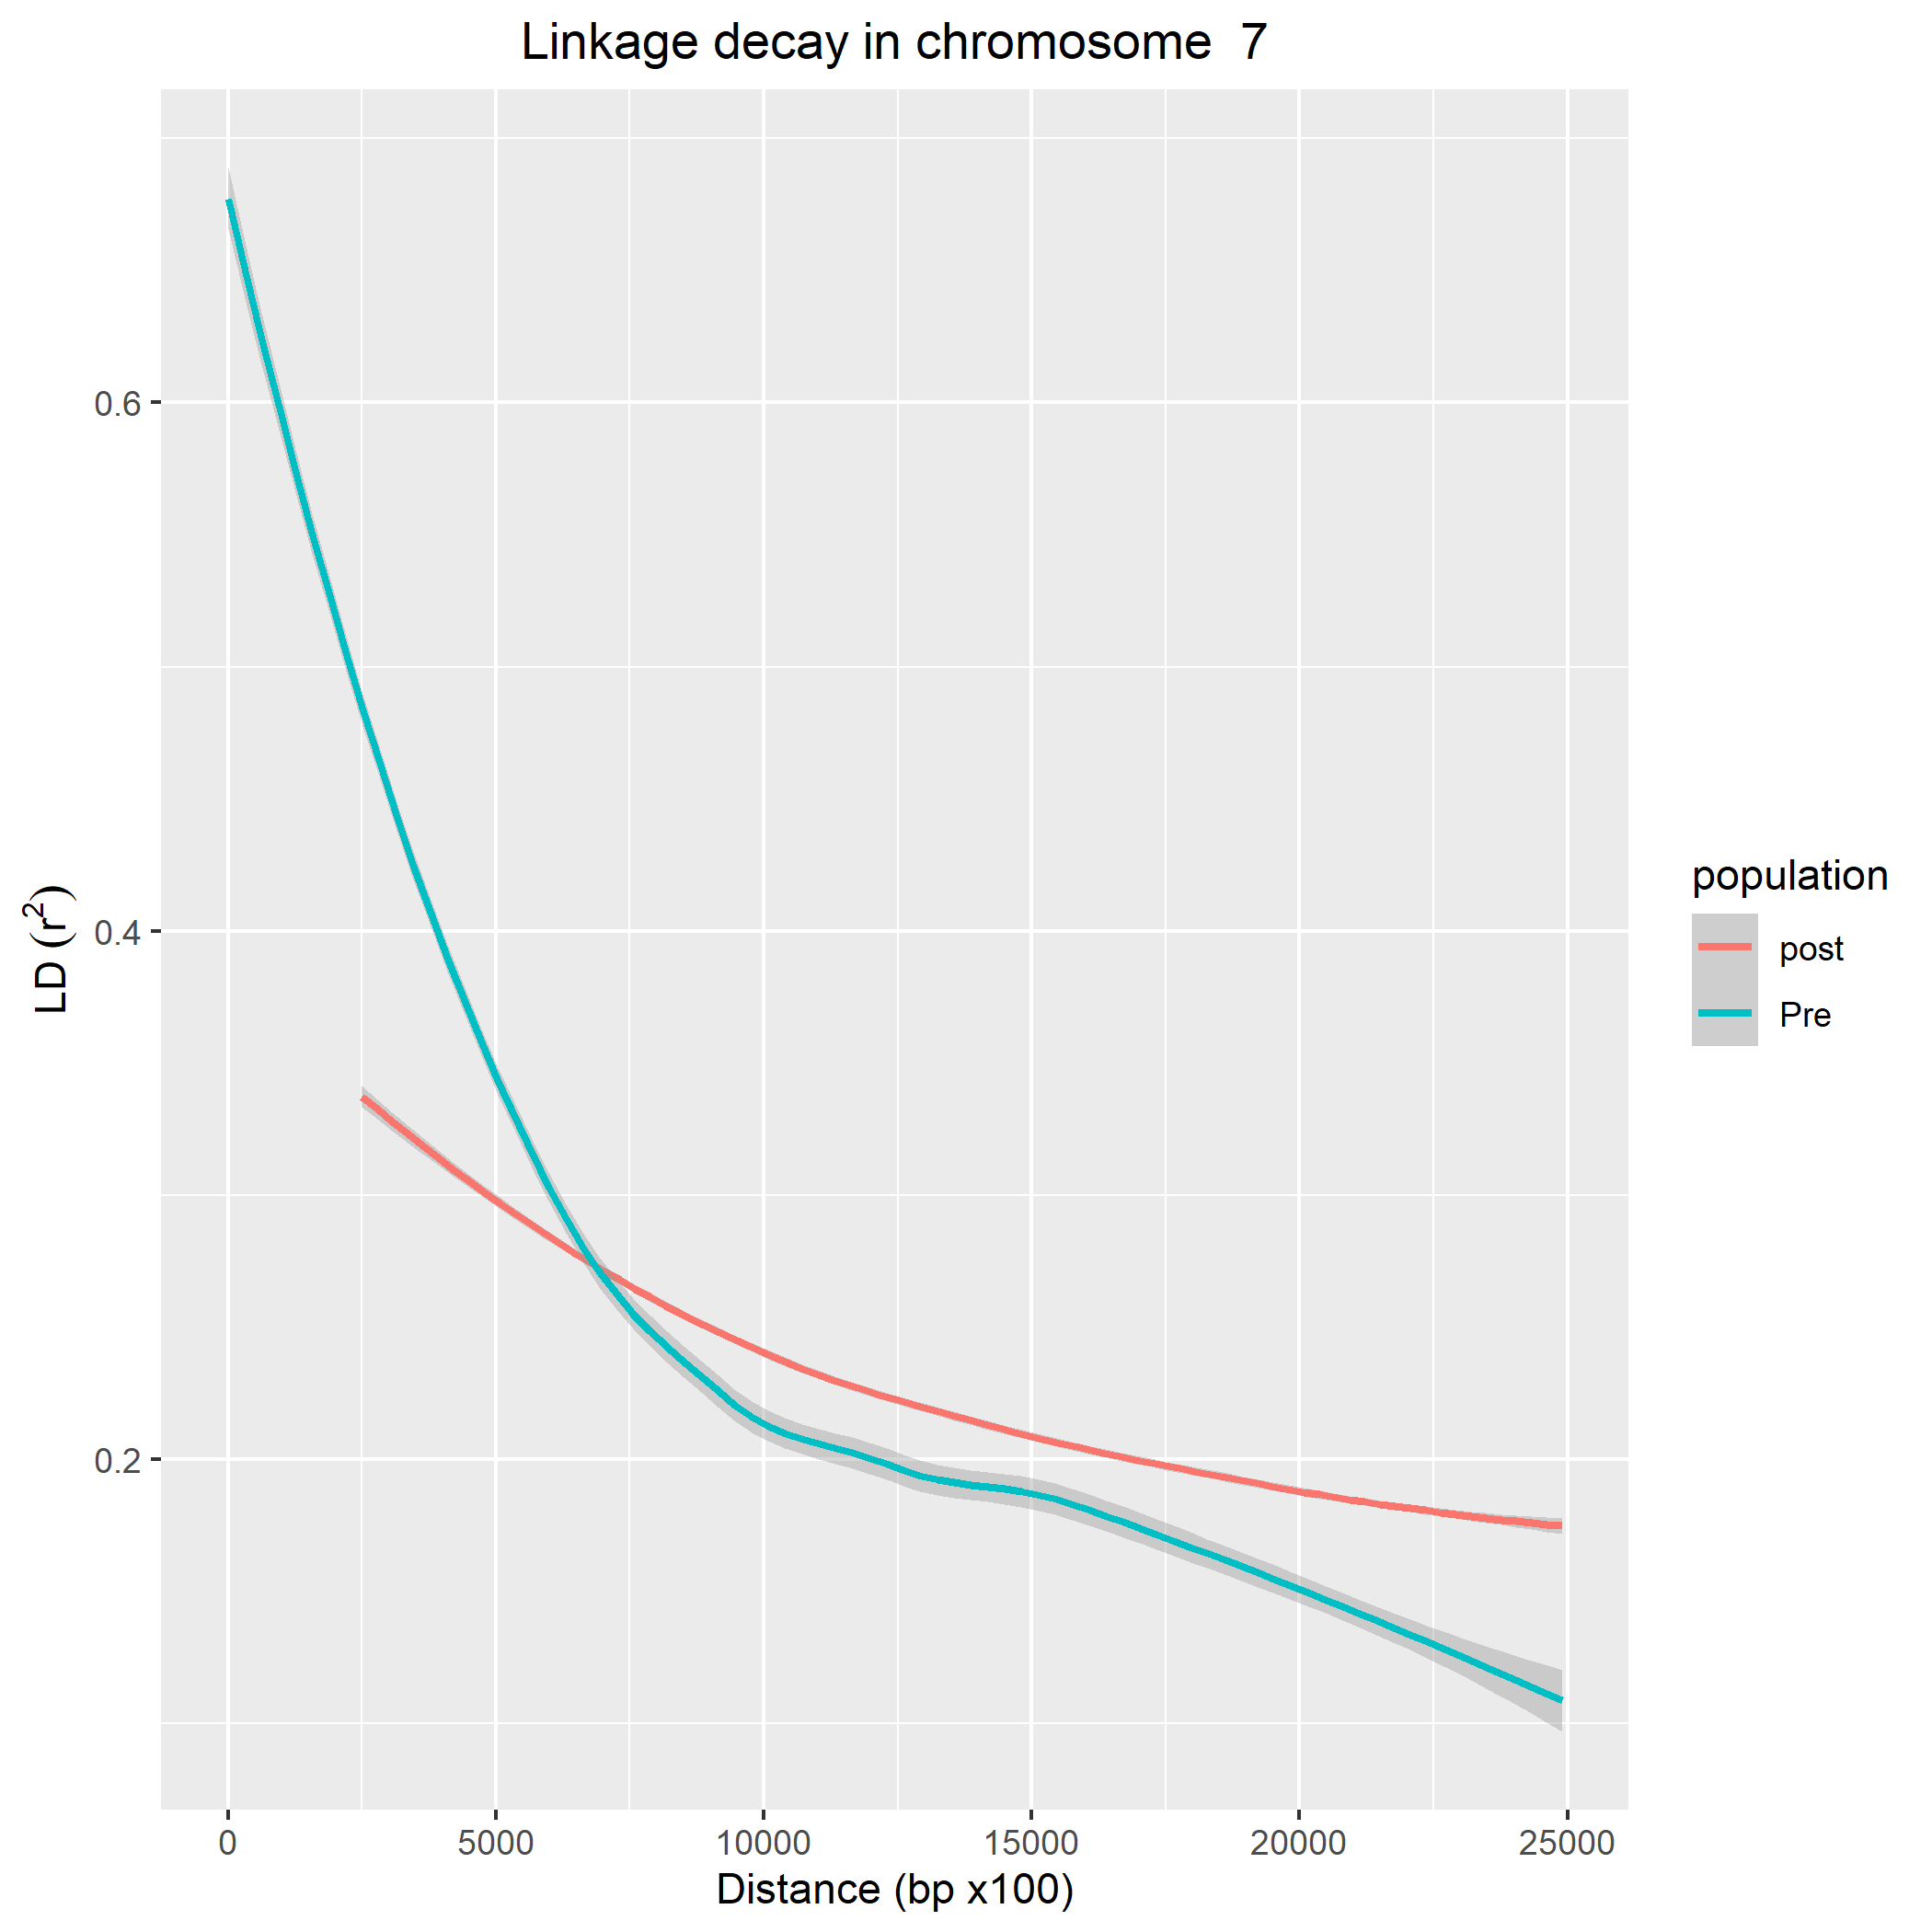 Linkage decay in chromosome  7
LD (r²)
0.6
0.4
0.2
0
5000
10000
15000
20000
25000
Distance (bp x100)
population
post
Pre